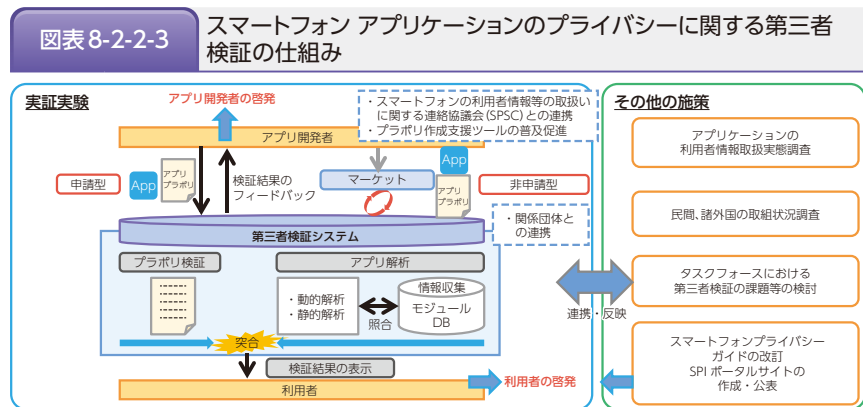 図表8-2-2-3
スマートフォン アプリケーションのプライバシーに関する第三者
検証の仕組み
実証実験
アプリ開発者の啓発
・スマートフォンの利用者情報等の取扱い
に関する連絡協議会(SPSC)との連携
・プラポリ作成支援ツールの普及促進
アプリ開発者
申請型
App
アプリ
プラポリ
検証結果の
フィードバック
マーケット
App
アプリ
プラポリ
非申請型
・関係団体と
の連携
第三者検証システム
プラポリ検証
アプリ解析
・動的解析
・静的解析
照合
情報収集
モジュール
DB
突合
検証結果の表示
利用者
利用者の啓発
連携・反映
その他の施策
アプリケーションの
利用者情報取扱実態調査
民間、諸外国の取組状況調査
タスクフォースにおける
第三者検証の課題等の検討
スマートフォンプライバシー
ガイドの改訂
SPI ポータルサイトの
作成・公表